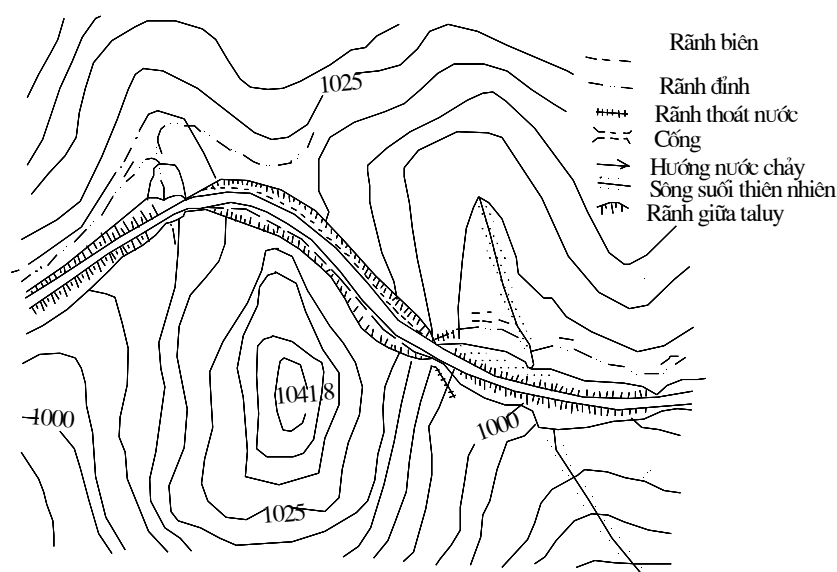 1025
Rãnh biên
Rãnh đỉnh
Rãnh thoát nước
Cống
Hướng nước chảy
Sông suối thiên nhiên
Rãnh giữa taluy
1041.8
1000
1000
1025